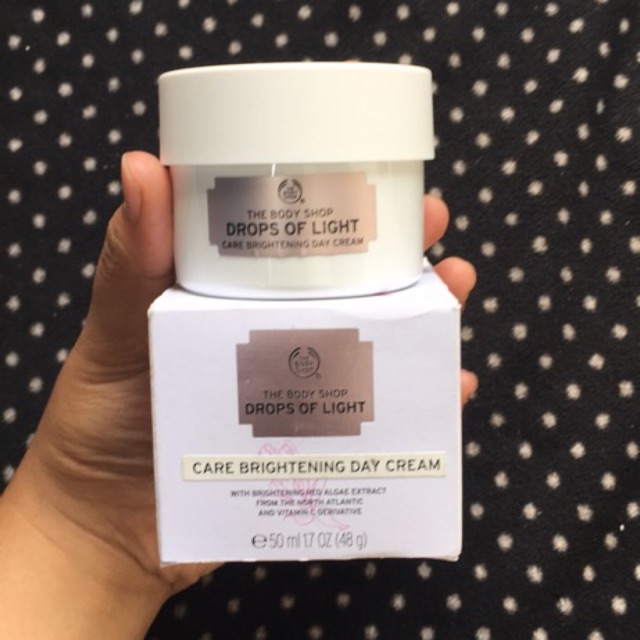 THE BODY SHOP
DROPS OF LIGHT
CARE BRIGHTENING DAY CREAM
THE BODY SHOP
DROPS OF LIGHT
CARE BRIGHTENING DAY CREAM
WITH BRIGHTENING RED ALGAE EXTRACT
FROM THE NORTH ATLANTIC
AND VITAMIN C DERIVATIVE
℮ 50 ml 1.7 OZ (48 g)